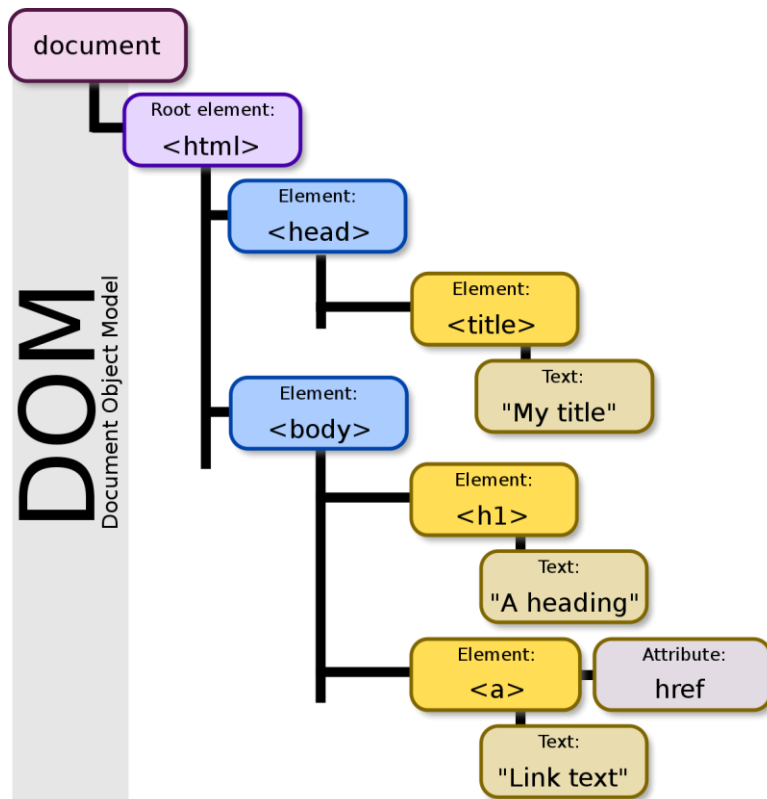 document
Root element:
<html>
Element:
<head>
Element:
<title>
Text:
"My title"
Element:
<body>
Element:
<h1>
Text:
"A heading"
Element:
<a>
Attribute:
href
Text:
"Link text"
DOM
Document Object Model